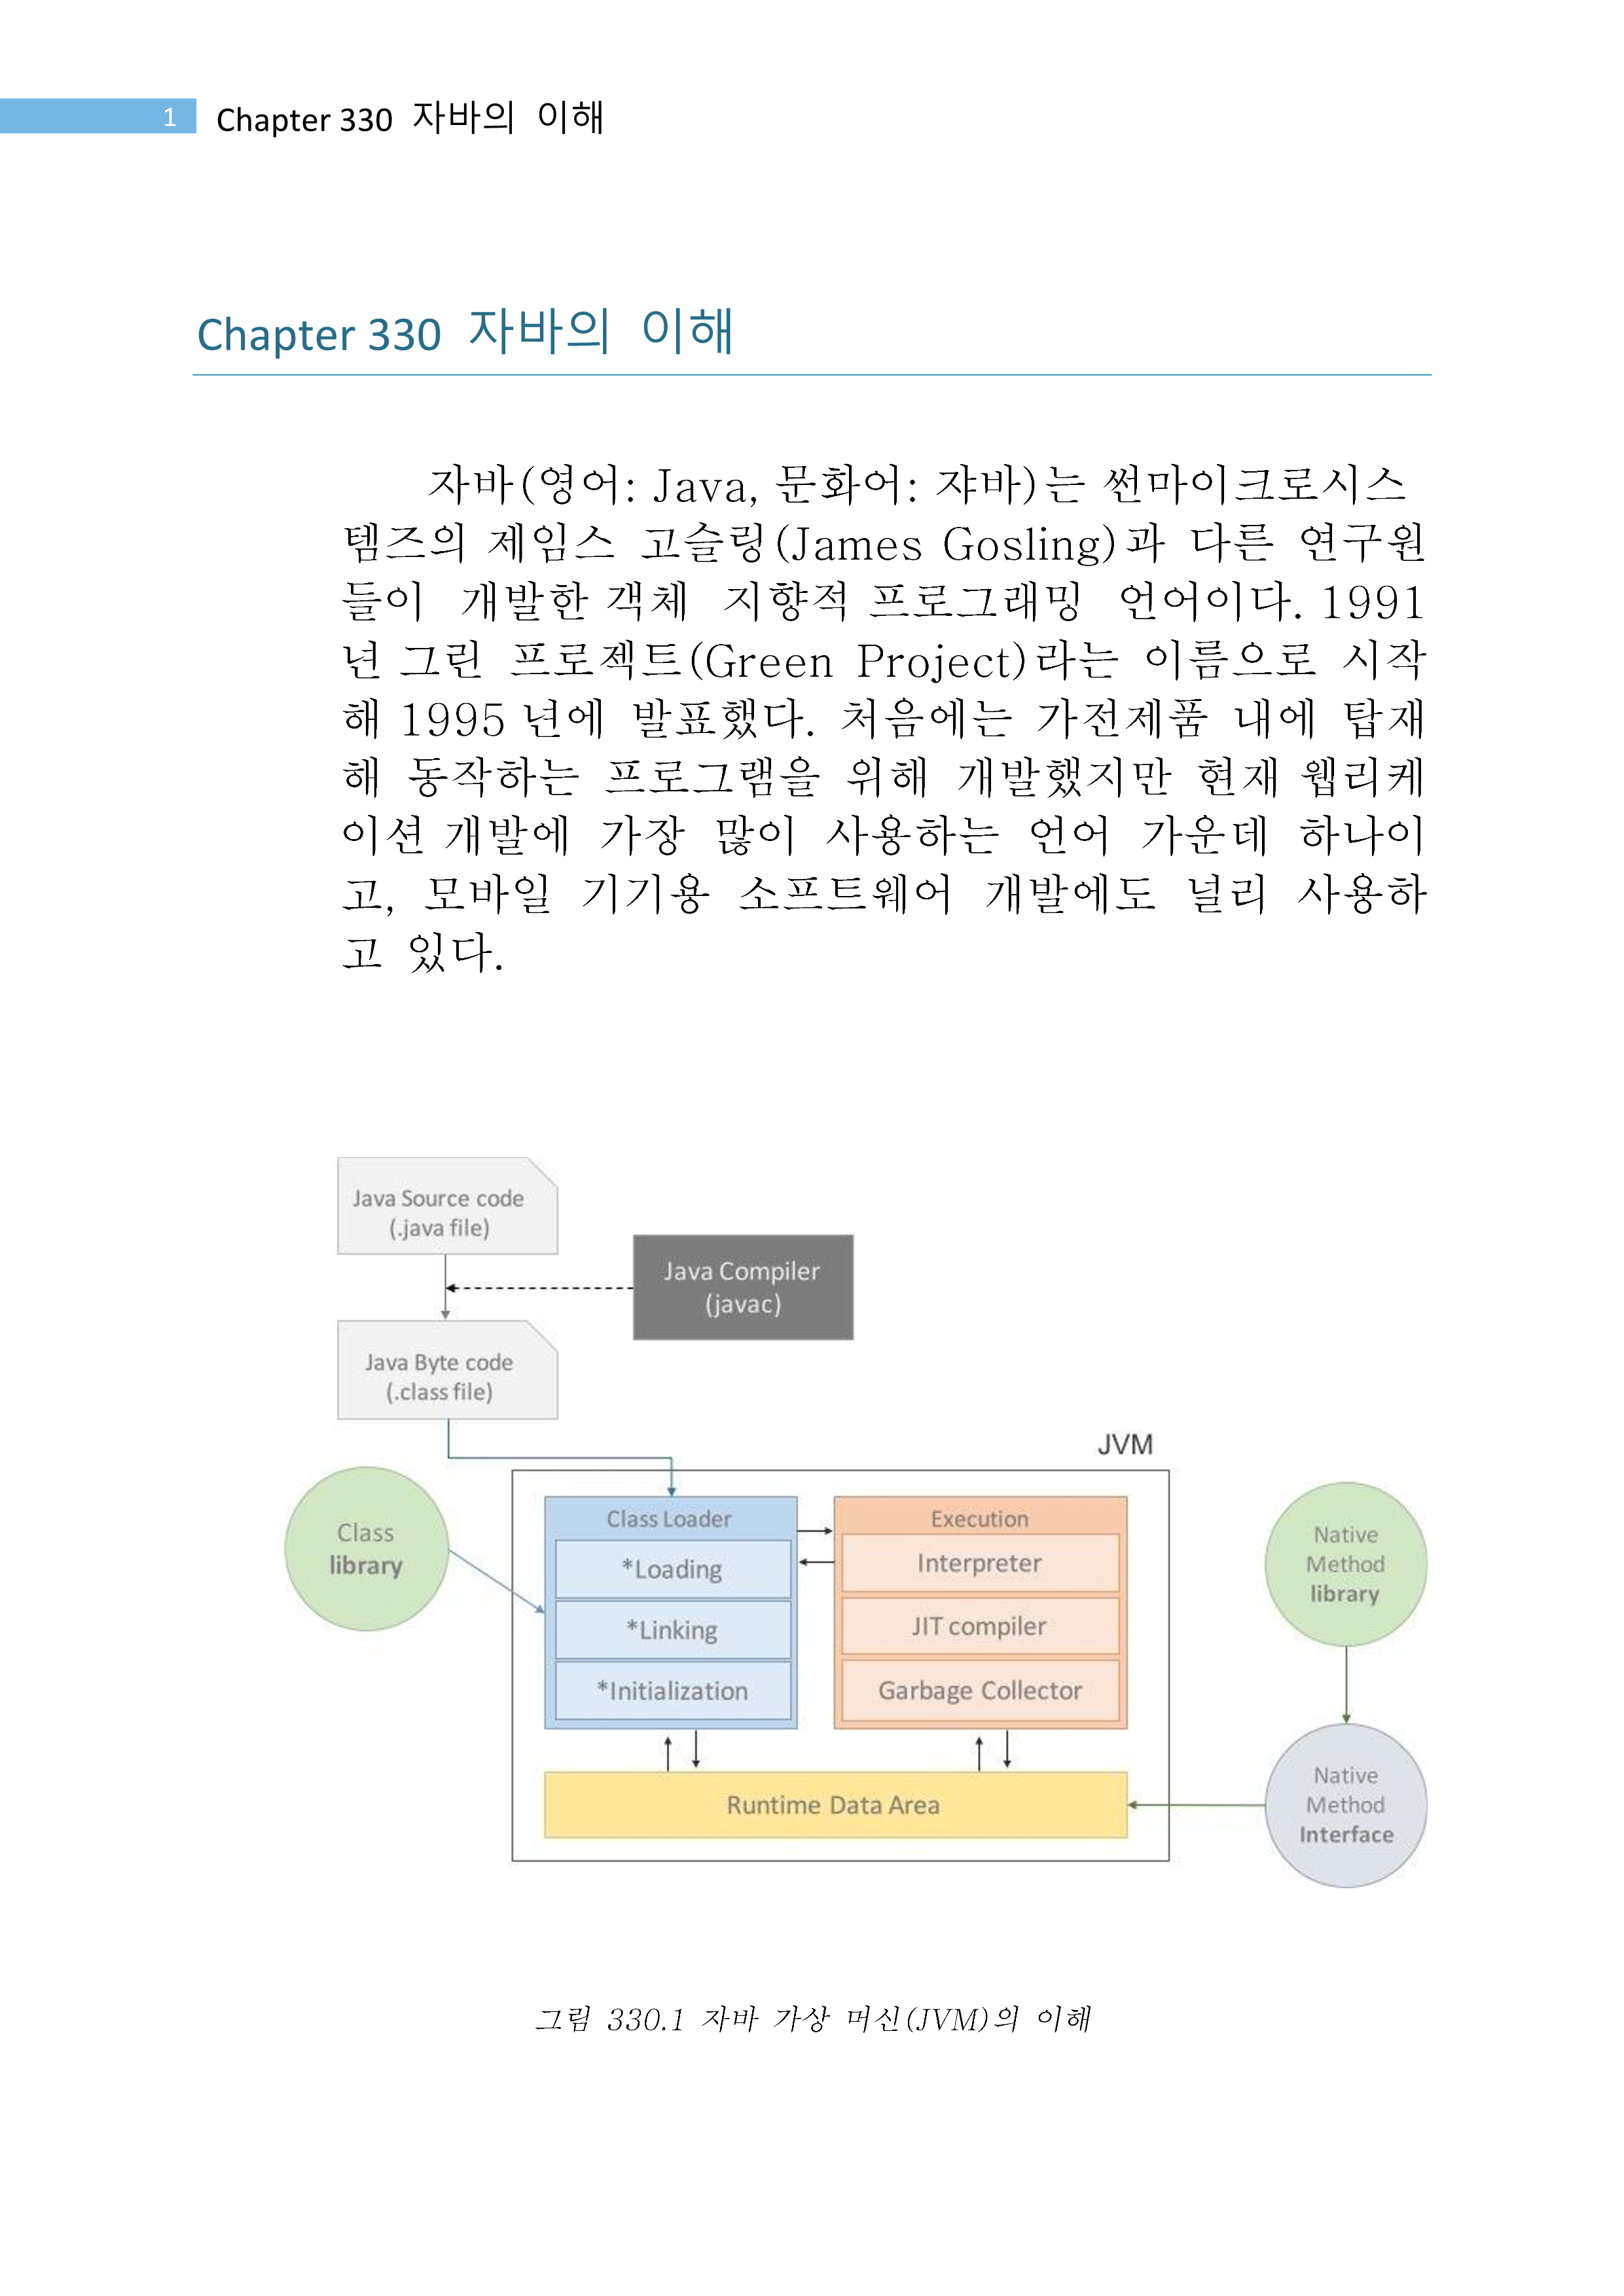 1 Chapter 330 자바의 이해
Chapter 330 자바의 이해
자바(영어: Java, 문화어: 쟈바)는 썬마이크로시스
템즈의 제임스 고슬링(James Gosling)과 다른 연구원
들이 개발한 객체 지향적 프로그래밍 언어이다. 1991
년 그린 프로젝트(Green Project)라는 이름으로 시작
해 1995 년에 발표했다. 처음에는 가전제품 내에 탑재
해 동작하는 프로그램을 위해 개발했지만 현재 웹리케
이션 개발에 가장 많이 사용하는 언어 가운데 하나이
고, 모바일 기기용 소프트웨어 개발에도 널리 사용하
고 있다.
Java Source code
(.java file)
Java Compiler
(javac)
Java Byte code
(.class file)
JVM
Class
library
Class Loader
*Loading
*Linking
*Initialization
Execution
Interpreter
JIT compiler
Garbage Collector
Native
Method
library
Runtime Data Area
Native
Method
Interface
그림 330.1 자바 가상 머신(JVM)의 이해